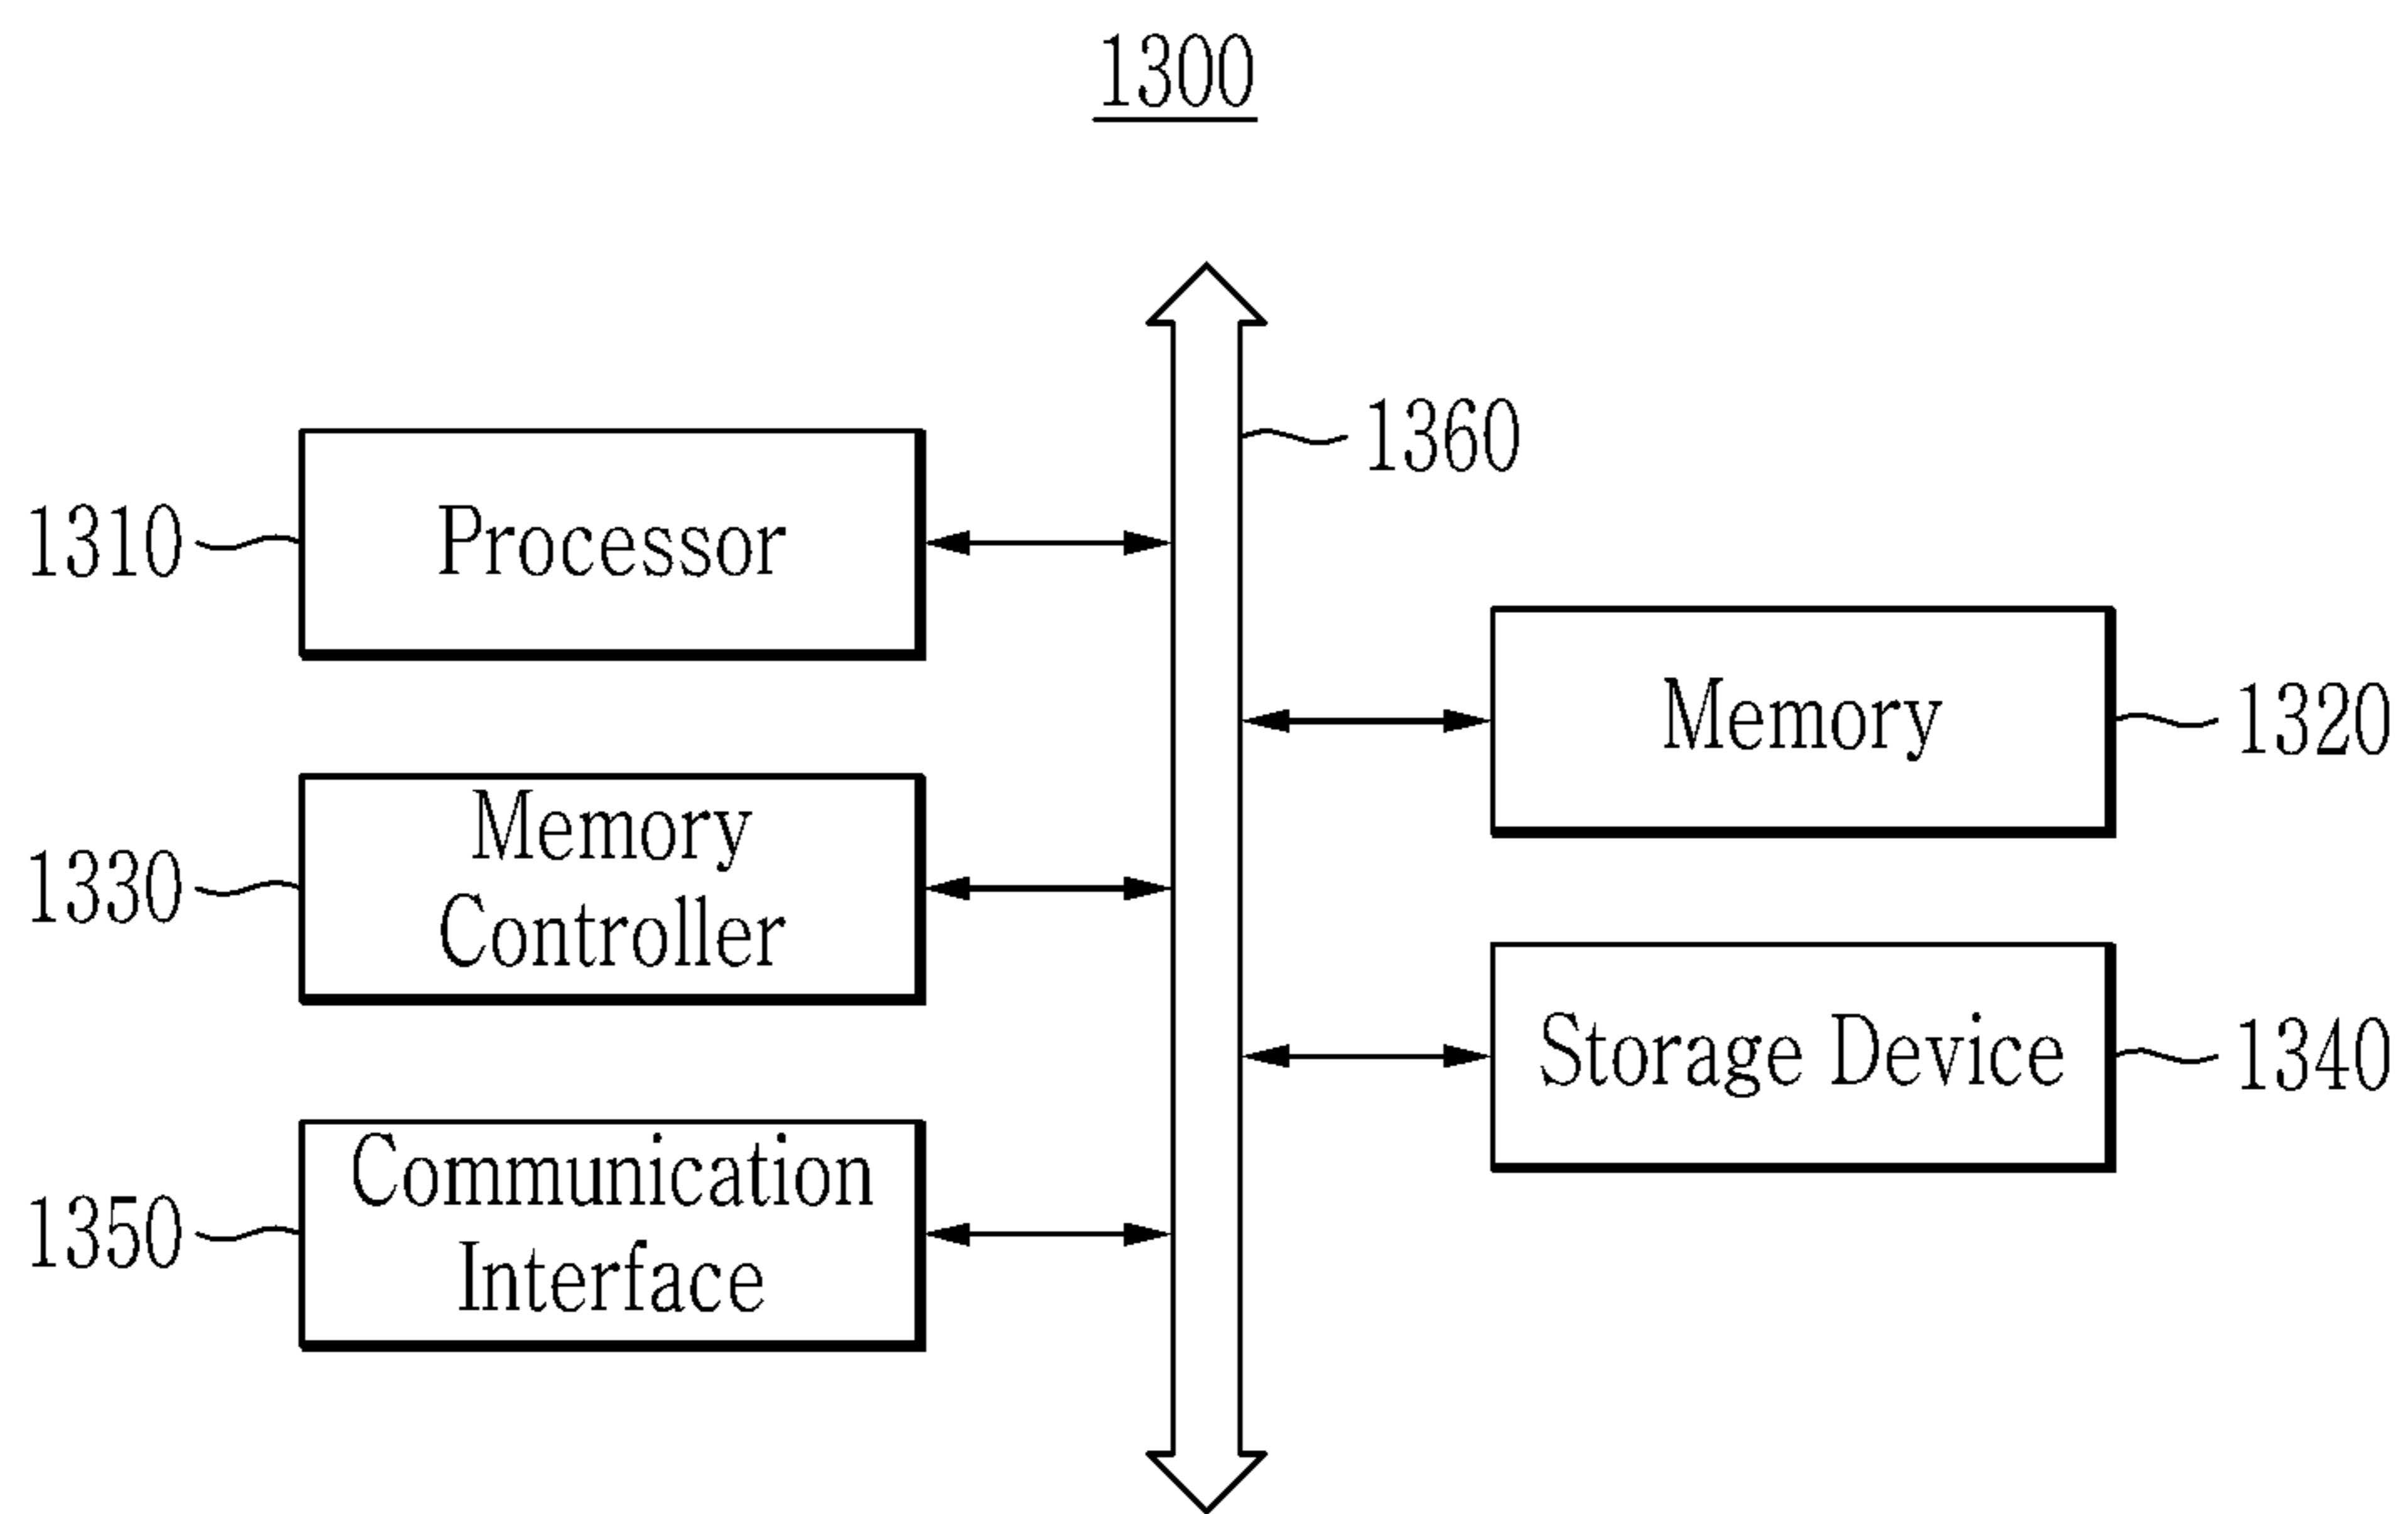 1300
1360
1310
Processor
Memory
1320
1330
Memory
Controller
Storage Device
1340
1350
Communication
Interface